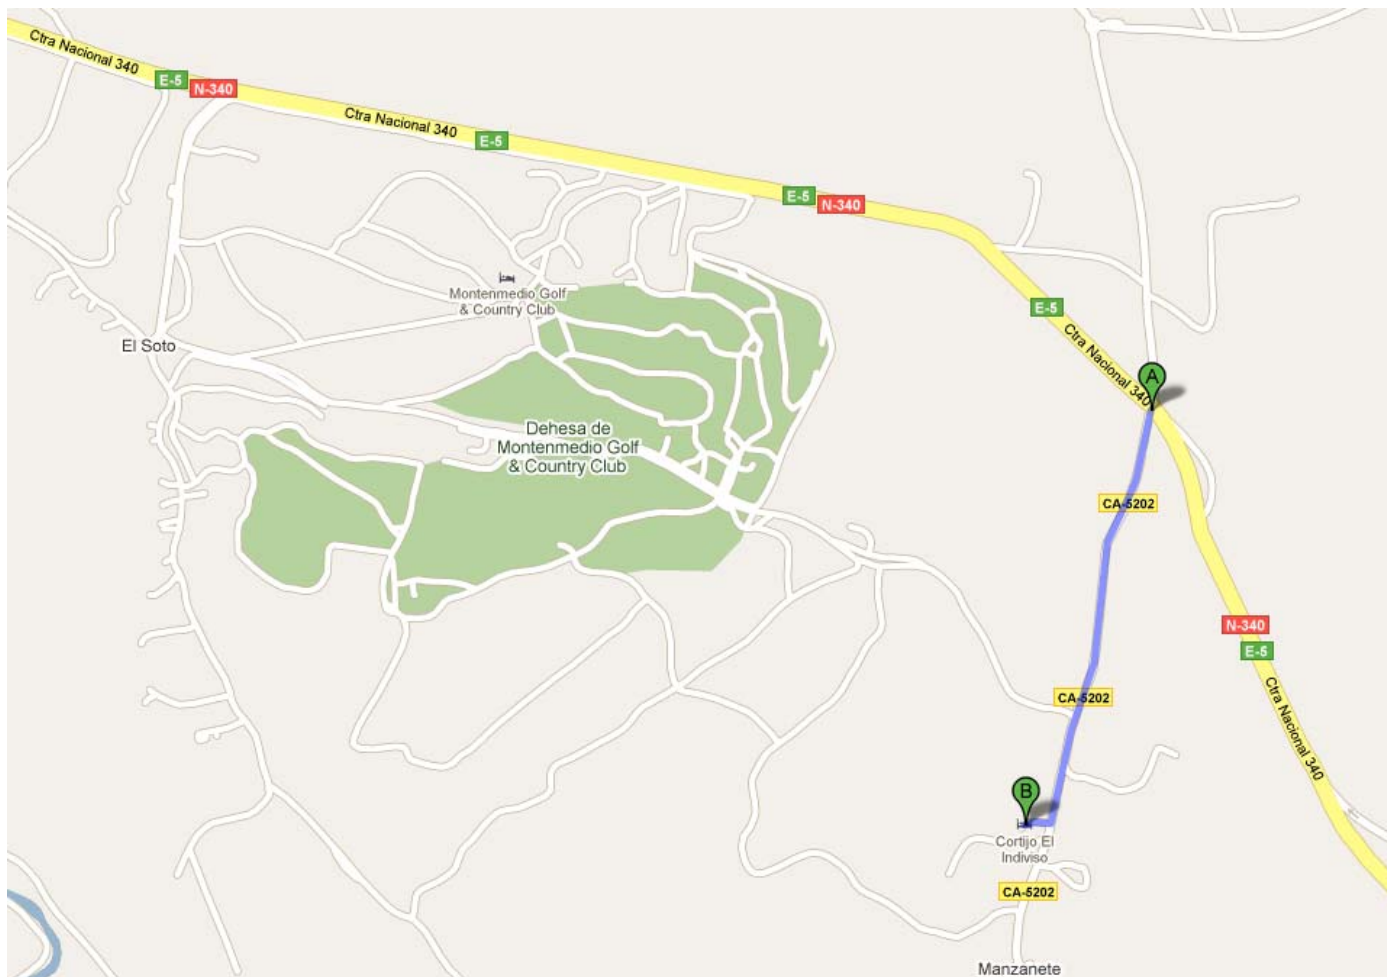 Ctra Nacional 340
E-5
N-340
Ctra Nacional 340
E-5
E-5
N-340
Montenmedio Golf
& Country Club
E-5
El Soto
Ctra Nacional 340
A
Dehesa de
Montenmedio Golf
& Country Club
CA-5202
N-340
E-5
CA-5202
Ctra Nacional 340
B
Cortijo El
Indiviso
CA-5202
Manzanete